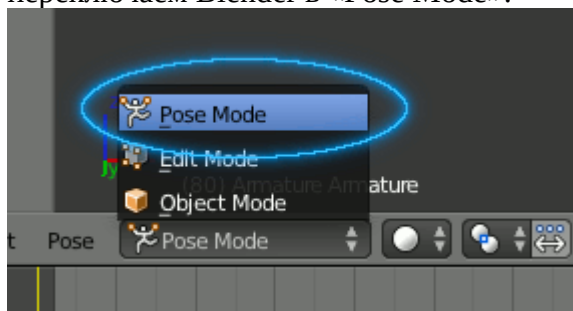 переключаем Blender в «Pose Mode».
Pose Mode
Edit Mode
(80) Armature Armature
Object Mode
t Pose Pose Mode